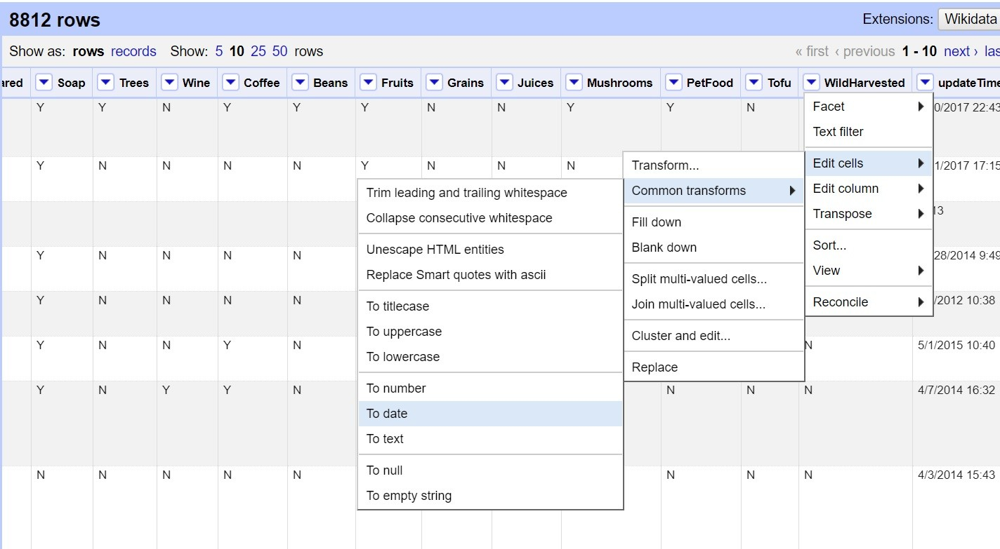 8812 rows Extensions: Wikidata
Show as: rows records Show: 5 10 25 50 rows « first ‹ previous 1 - 10 next › las
ared Soap Trees Wine Coffee Beans Fruits Grains Juices Mushrooms PetFood Tofu WildHarvested updateTime
Y Y N Y Y Y N N Y Y N 0/2017 22:43
Y N N N N Y N N N 1/2017 17:15
13
Y N N N N 28/2014 9:49
Y N N N N /2012 10:38
Y N N Y N N 5/1/2015 10:40
Y N Y Y N N N N 4/7/2014 16:32
N N N N N N N N 4/3/2014 15:43
Facet
Text filter
Edit cells
Edit column
Transpose
Sort...
View
Reconcile
Transform...
Common transforms
Fill down
Blank down
Split multi-valued cells...
Join multi-valued cells...
Cluster and edit...
Replace
Trim leading and trailing whitespace
Collapse consecutive whitespace
Unescape HTML entities
Replace Smart quotes with ascii
To titlecase
To uppercase
To lowercase
To number
To date
To text
To null
To empty string